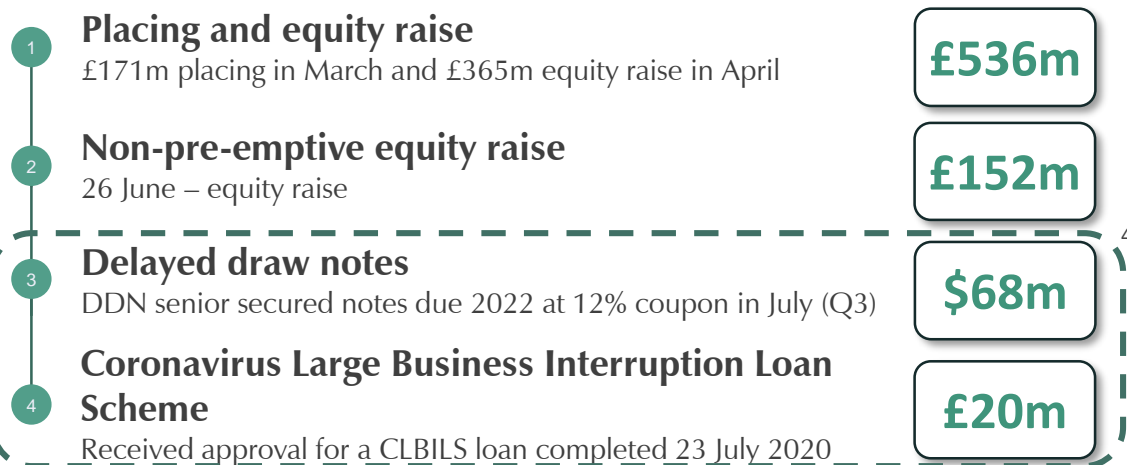 1
Placing and equity raise
£171m placing in March and £365m equity raise in April
£536m
2
Non-pre-emptive equity raise
26 June – equity raise
£152m
3
Delayed draw notes
DDN senior secured notes due 2022 at 12% coupon in July (Q3)
$68m
4
Coronavirus Large Business Interruption Loan
Scheme
Received approval for a CLBILS loan completed 23 July 2020
£20m